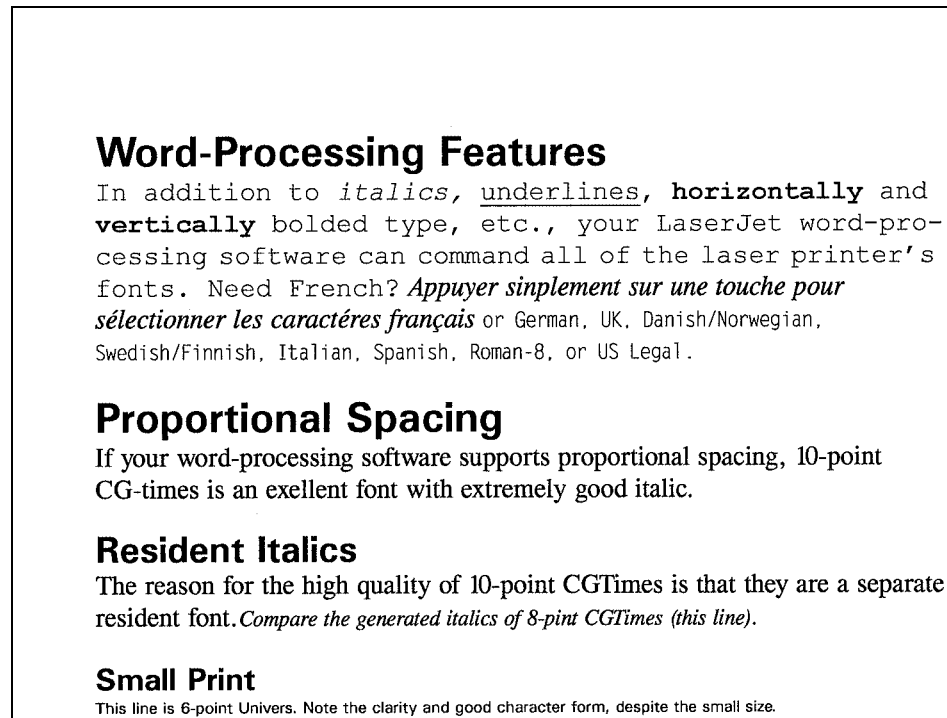 Word-Processing Features
In addition to italics, underlines, horizontally and
vertically bolded type, etc., your LaserJet word-pro-
cessing software can command all of the laser printer's
fonts. Need French? Appuyer sinplement sur une touche pour
sélectionner les caractéres français or German, UK, Danish/Norwegian,
Swedish/Finnish, Italian, Spanish, Roman-8, or US Legal.
Proportional Spacing
If your word-processing software supports proportional spacing, 10-point
CG-times is an exellent font with extremely good italic.
Resident Italics
The reason for the high quality of 10-point CGTimes is that they are a separate
resident font. Compare the generated italics of 8-pint CGTimes (this line).
Small Print
This line is 6-point Univers. Note the clarity and good character form, despite the small size.